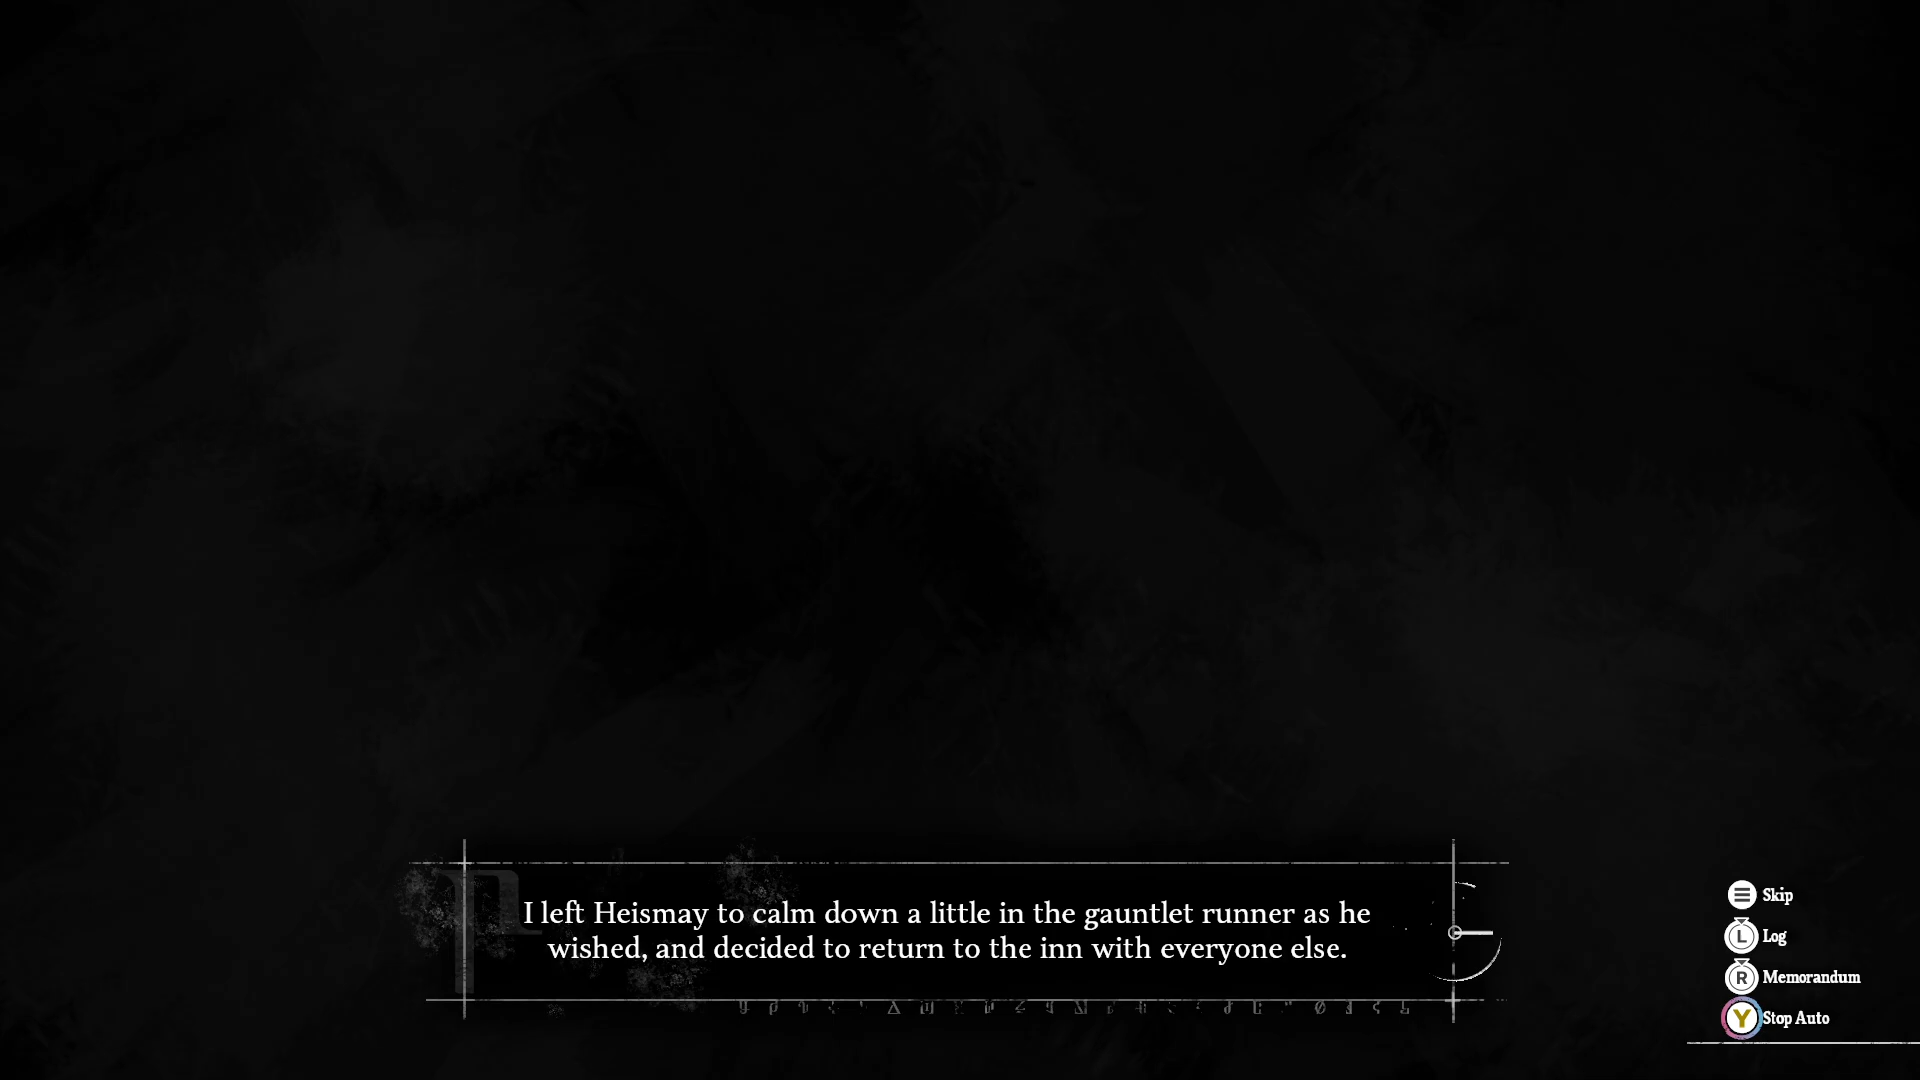 I left Heismay to calm down a little in the gauntlet runner as he
wished, and decided to return to the inn with everyone else.
Skip
L Log
R Memorandum
Y Stop Auto